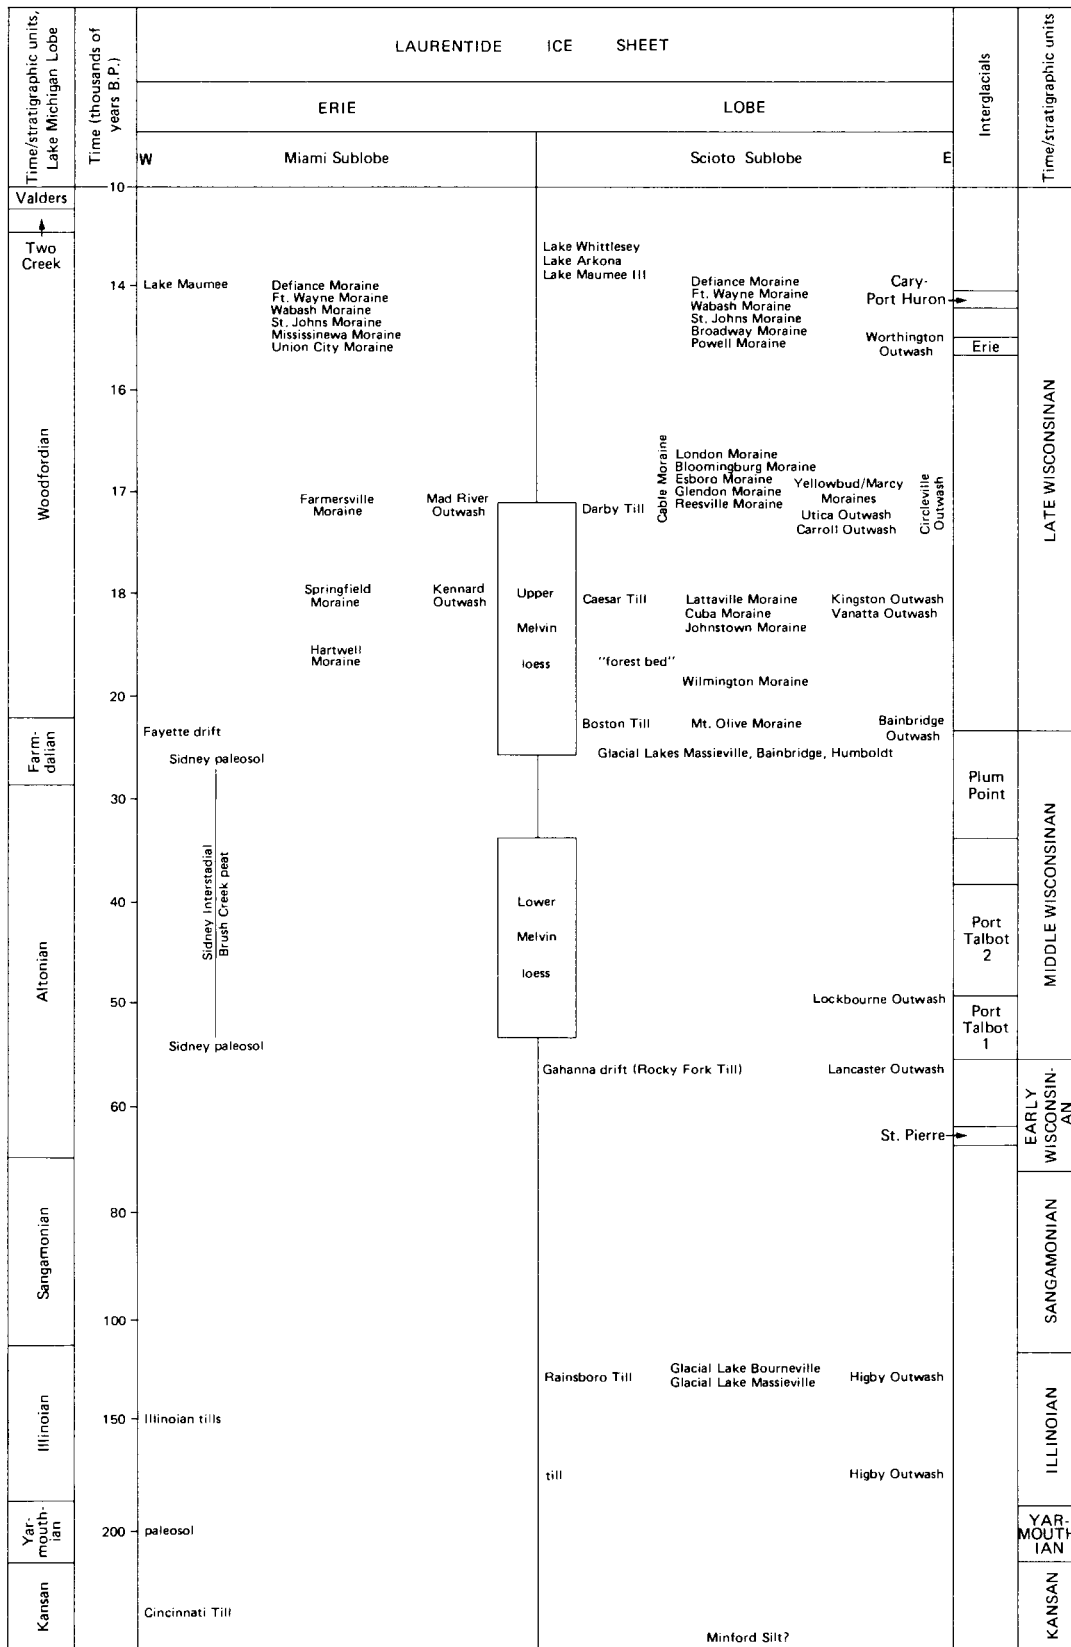 Time/stratigraphic units,
Lake Michigan Lobe
Time (thousands of
years B.P.)
LAURENTIDE ICE SHEET
ERIE LOBE
W Miami Sublobe
Scioto Sublobe E
Interglacials
Time/stratigraphic units
10
Valders
Two
Creek
Lake Whittlesey
Lake Arkona
Lake Maumee III
14
Lake Maumee
Defiance Moraine
Ft. Wayne Moraine
Wabash Moraine
St. Johns Moraine
Mississinewa Moraine
Union City Moraine
Defiance Moraine
Ft. Wayne Moraine
Wabash Moraine
St. Johns Moraine
Broadway Moraine
Powell Moraine
Cary-
Port Huron
Worthington
Outwash
Erie
16
Woodfordian
LATE WISCONSINAN
Cable Moraine
London Moraine
Bloomingburg Moraine
Esboro Moraine
Glendon Moraine
Reesville Moraine
Yellowbud/Marcy
Moraines
Utica Outwash
Carroll Outwash
Circleville
Outwash
17
Farmersville
Moraine
Mad River
Outwash
Darby Till
18
Springfield
Moraine
Kennard
Outwash
Upper
Melvin
loess
Caesar Till
Lattaville Moraine
Cuba Moraine
Johnstown Moraine
Kingston Outwash
Vanatta Outwash
Hartwell
Moraine
"forest bed"
Wilmington Moraine
20
Boston Till
Mt. Olive Moraine
Bainbridge
Outwash
Fayette drift
Farm-
dalian
Sidney paleosol
Glacial Lakes Massieville, Bainbridge, Humboldt
Plum
Point
30
Sidney Interstadial
Brush Creek peat
Lower
Melvin
loess
40
Port
Talbot
2
MIDDLE WISCONSINAN
Altonian
50
Lockbourne Outwash
Port
Talbot
1
Sidney paleosol
Gahanna drift (Rocky Fork Till)
Lancaster Outwash
60
St. Pierre
EARLY
WISCONSIN-
AN
80
Sangamonian
SANGAMONIAN
100
Rainsboro Till
Glacial Lake Bourneville
Glacial Lake Massieville
Higby Outwash
150
Illinoian tills
Illinoian
ILLINOIAN
till
Higby Outwash
Yar-
mouth-
ian
200
paleosol
YAR-
MOUTH
IAN
Kansan
Cincinnati Till
Minford Silt?
KANSAN